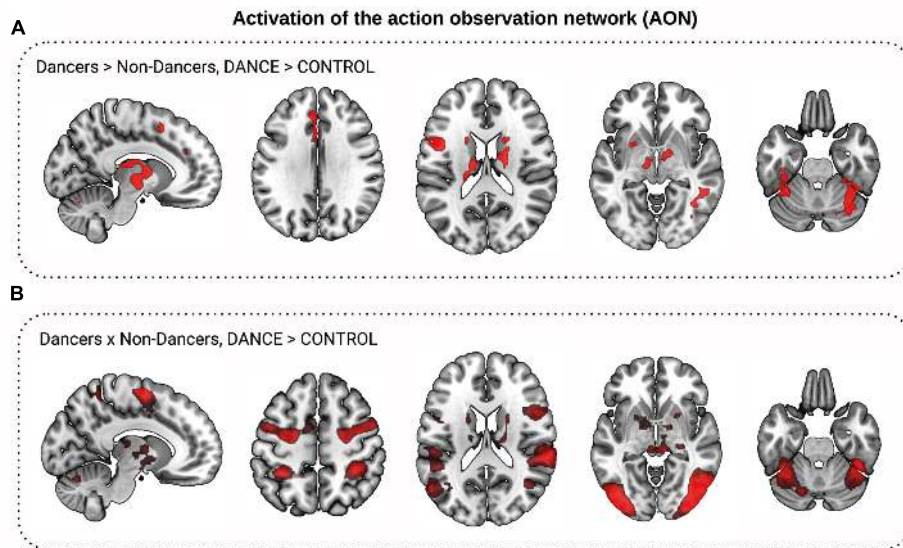 Activation of the action observation network (AON)
A
Dancers > Non-Dancers, DANCE > CONTROL
B
Dancers x Non-Dancers, DANCE > CONTROL